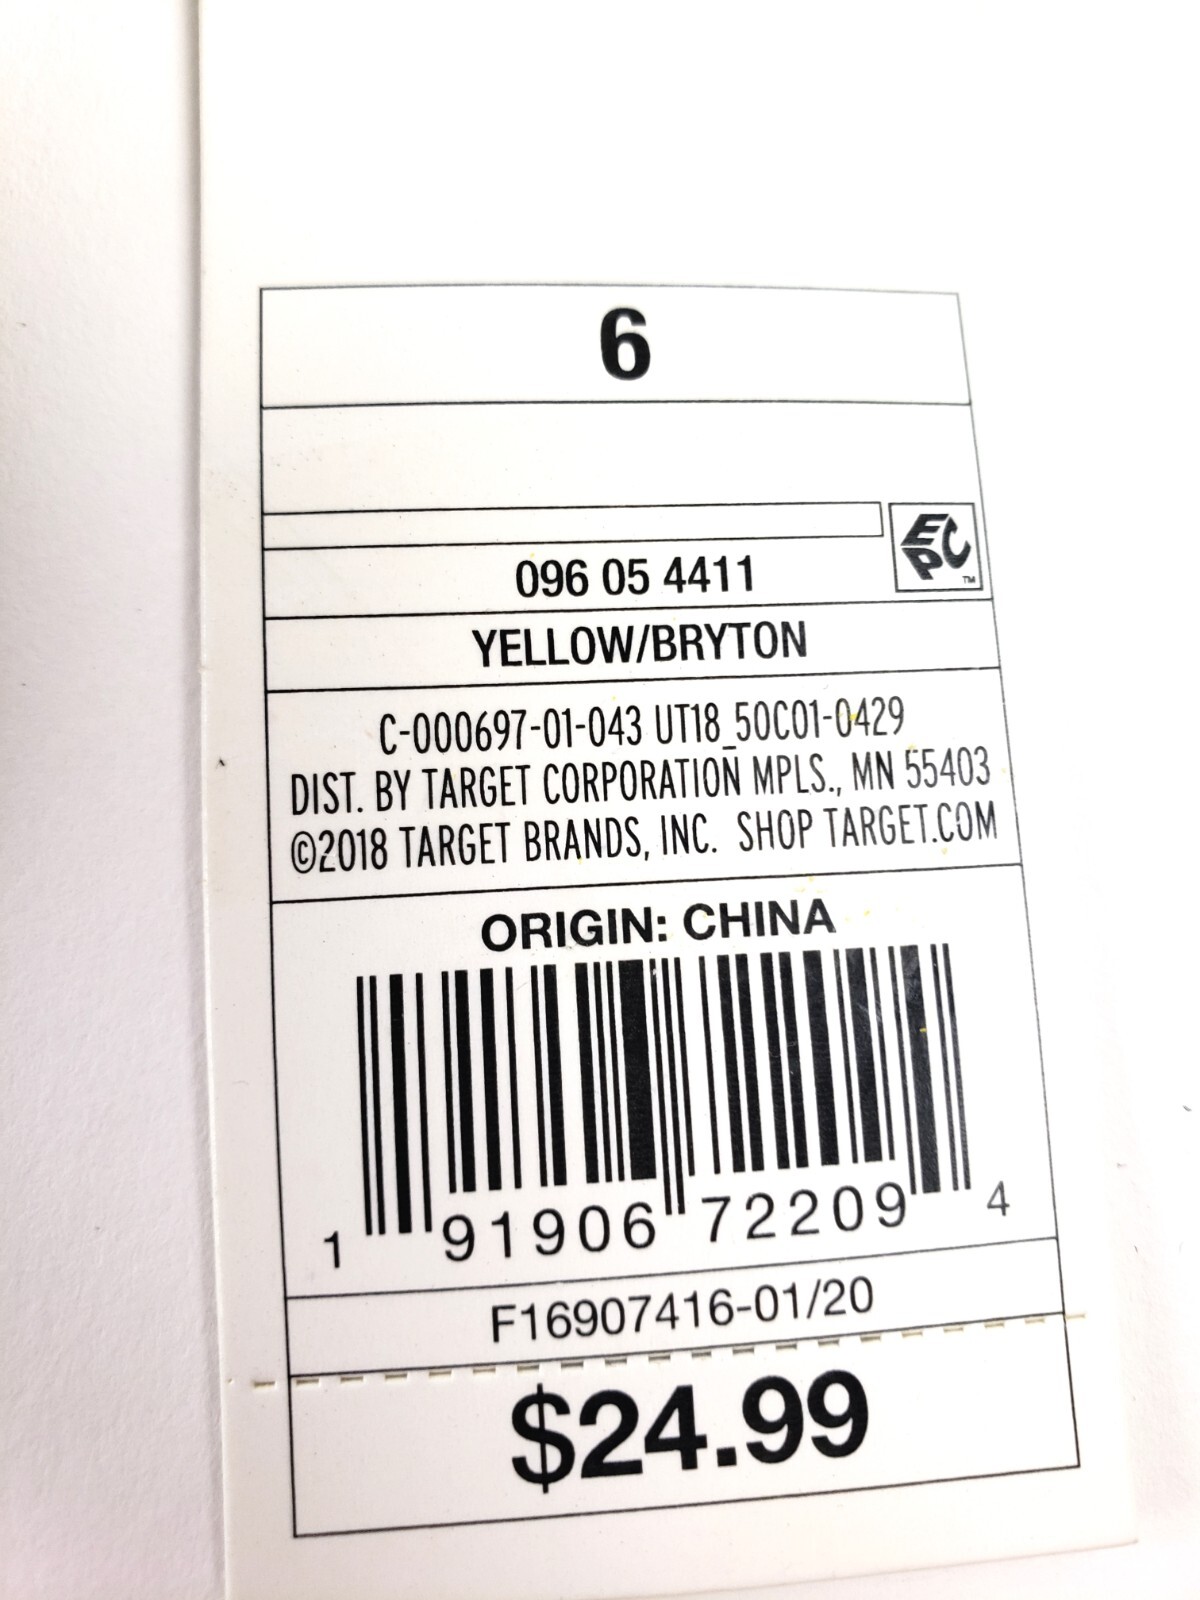 6
EPC
TM
096 05 4411
YELLOW/BRYTON
C-000697-01-043 UT18_50C01-0429
DIST. BY TARGET CORPORATION MPLS., MN 55403
©2018 TARGET BRANDS, INC. SHOP TARGET.COM
ORIGIN: CHINA
1 91906 72209 4
F16907416-01/20
$24.99